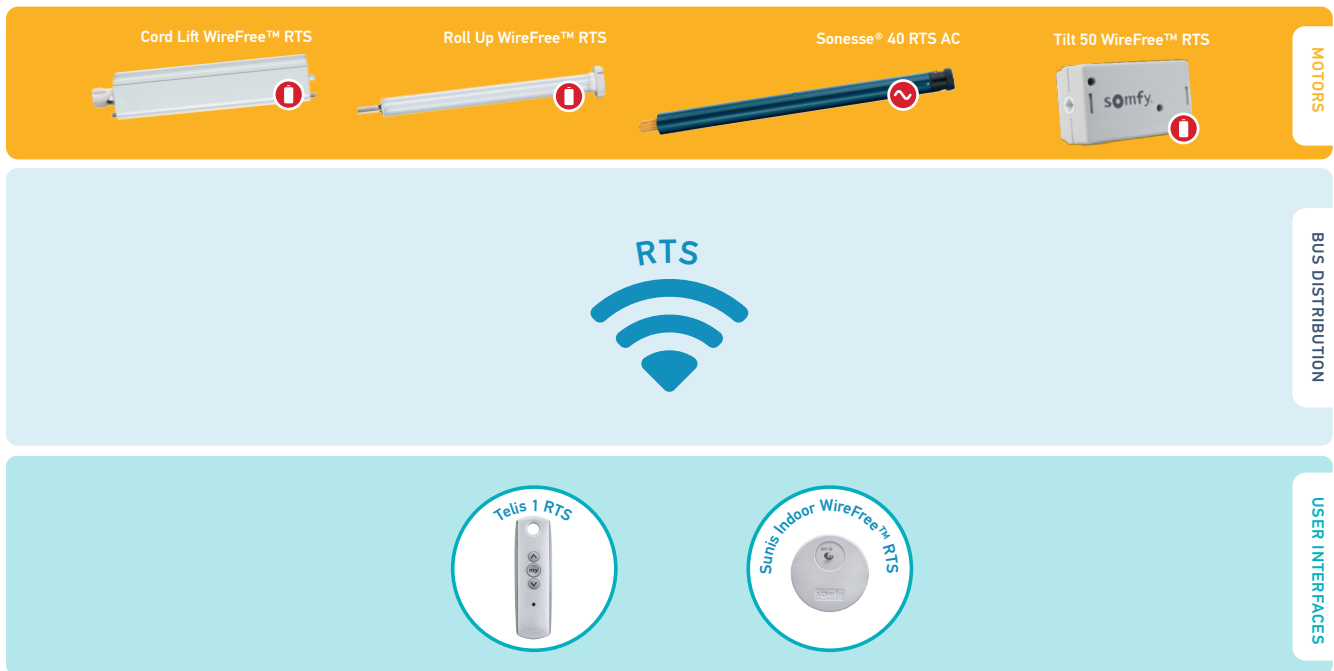 Cord Lift WireFree™ RTS
Roll Up WireFree™ RTS
Sonesse® 40 RTS AC
Tilt 50 WireFree™ RTS
somfy.
MOTORS
RTS
BUS DISTRIBUTION
Telis 1 RTS
my
Sunis Indoor WireFree™ RTS
somfy
USER INTERFACES